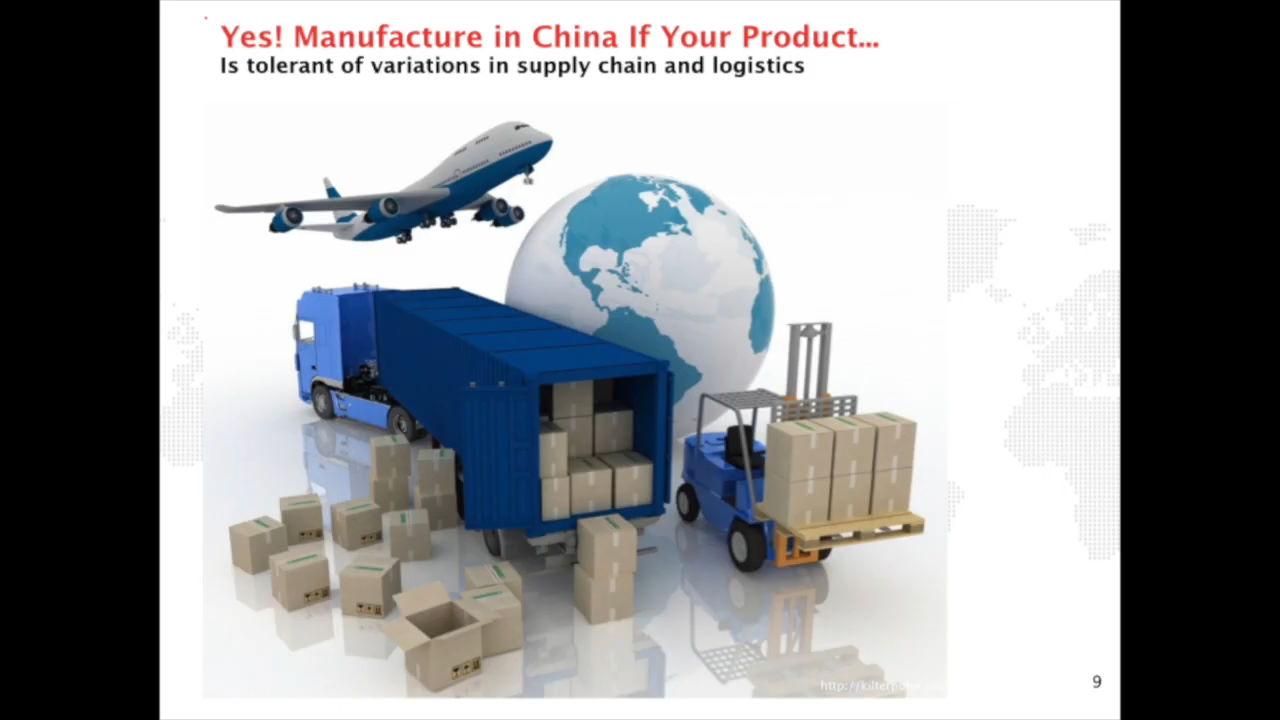 Yes! Manufacture in China If Your Product...
Is tolerant of variations in supply chain and logistics
9